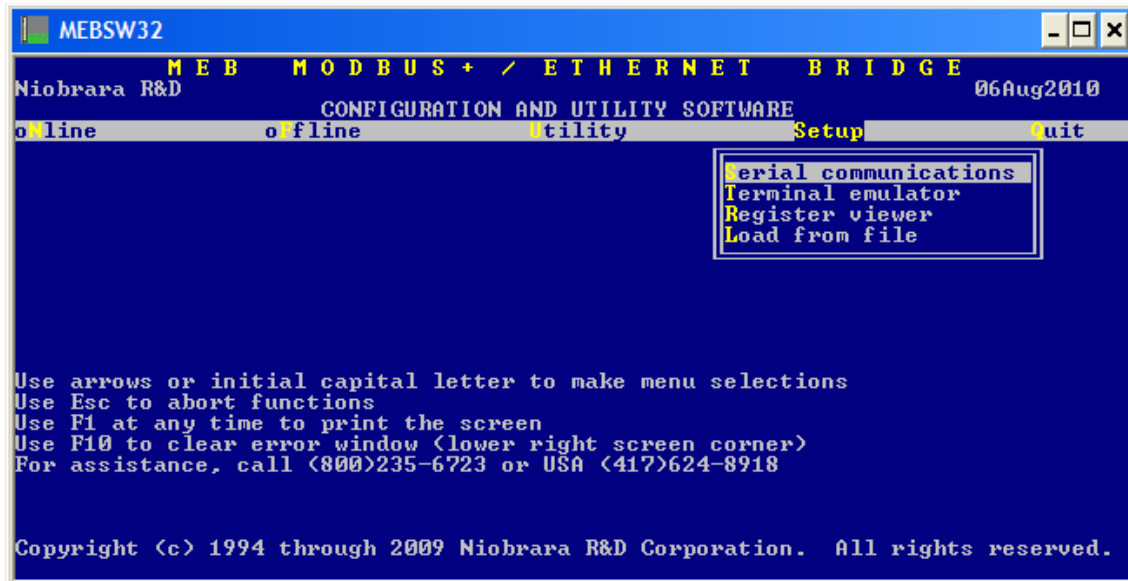 MEBSW32
M E B   M O D B U S + / E T H E R N E T   B R I D G E
Niobrara R&D 06Aug2010
CONFIGURATION AND UTILITY SOFTWARE
oNline oFfline Utility Setup Quit
Serial communications
Terminal emulator
Register viewer
Load from file
Use arrows or initial capital letter to make menu selections
Use Esc to abort functions
Use F1 at any time to print the screen
Use F10 to clear error window (lower right screen corner)
For assistance, call (800)235-6723 or USA (417)624-8918
Copyright (c) 1994 through 2009 Niobrara R&D Corporation.  All rights reserved.